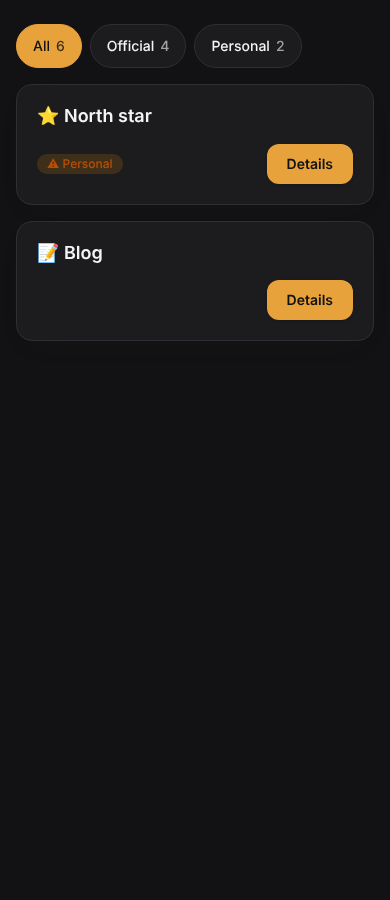 All 6 Official 4 Personal 2
⭐ North star
⚠ Personal Details
📝 Blog
Details